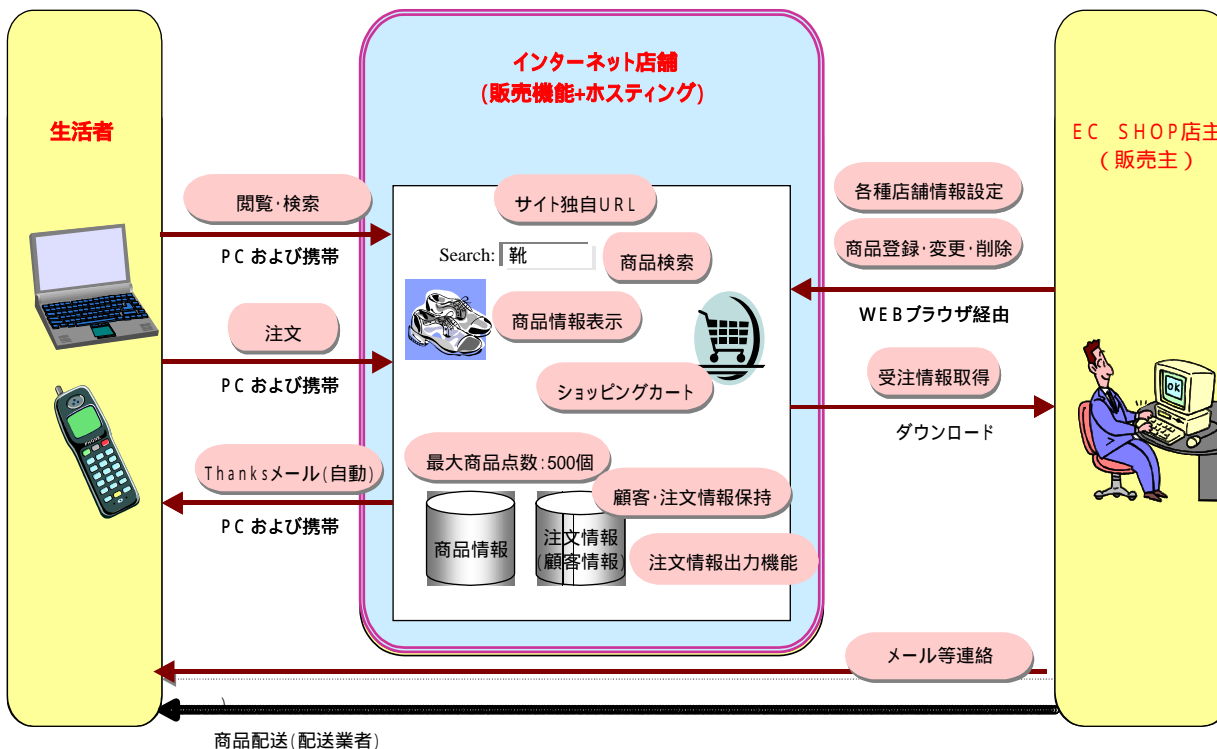 インターネット店舗
(販売機能+ホスティング)
生活者
EC SHOP店主
(販売主)
閲覧・検索
PCおよび携帯
注文
PCおよび携帯
Thanksメール(自動)
PCおよび携帯
サイト独自URL
Search: 靴
商品検索
商品情報表示
ショッピングカート
最大商品点数:500個
顧客・注文情報保持
商品情報
注文情報
(顧客情報)
注文情報出力機能
各種店舗情報設定
商品登録・変更・削除
WEBブラウザ経由
受注情報取得
ダウンロード
OK
メール等連絡
)
商品配送(配送業者)